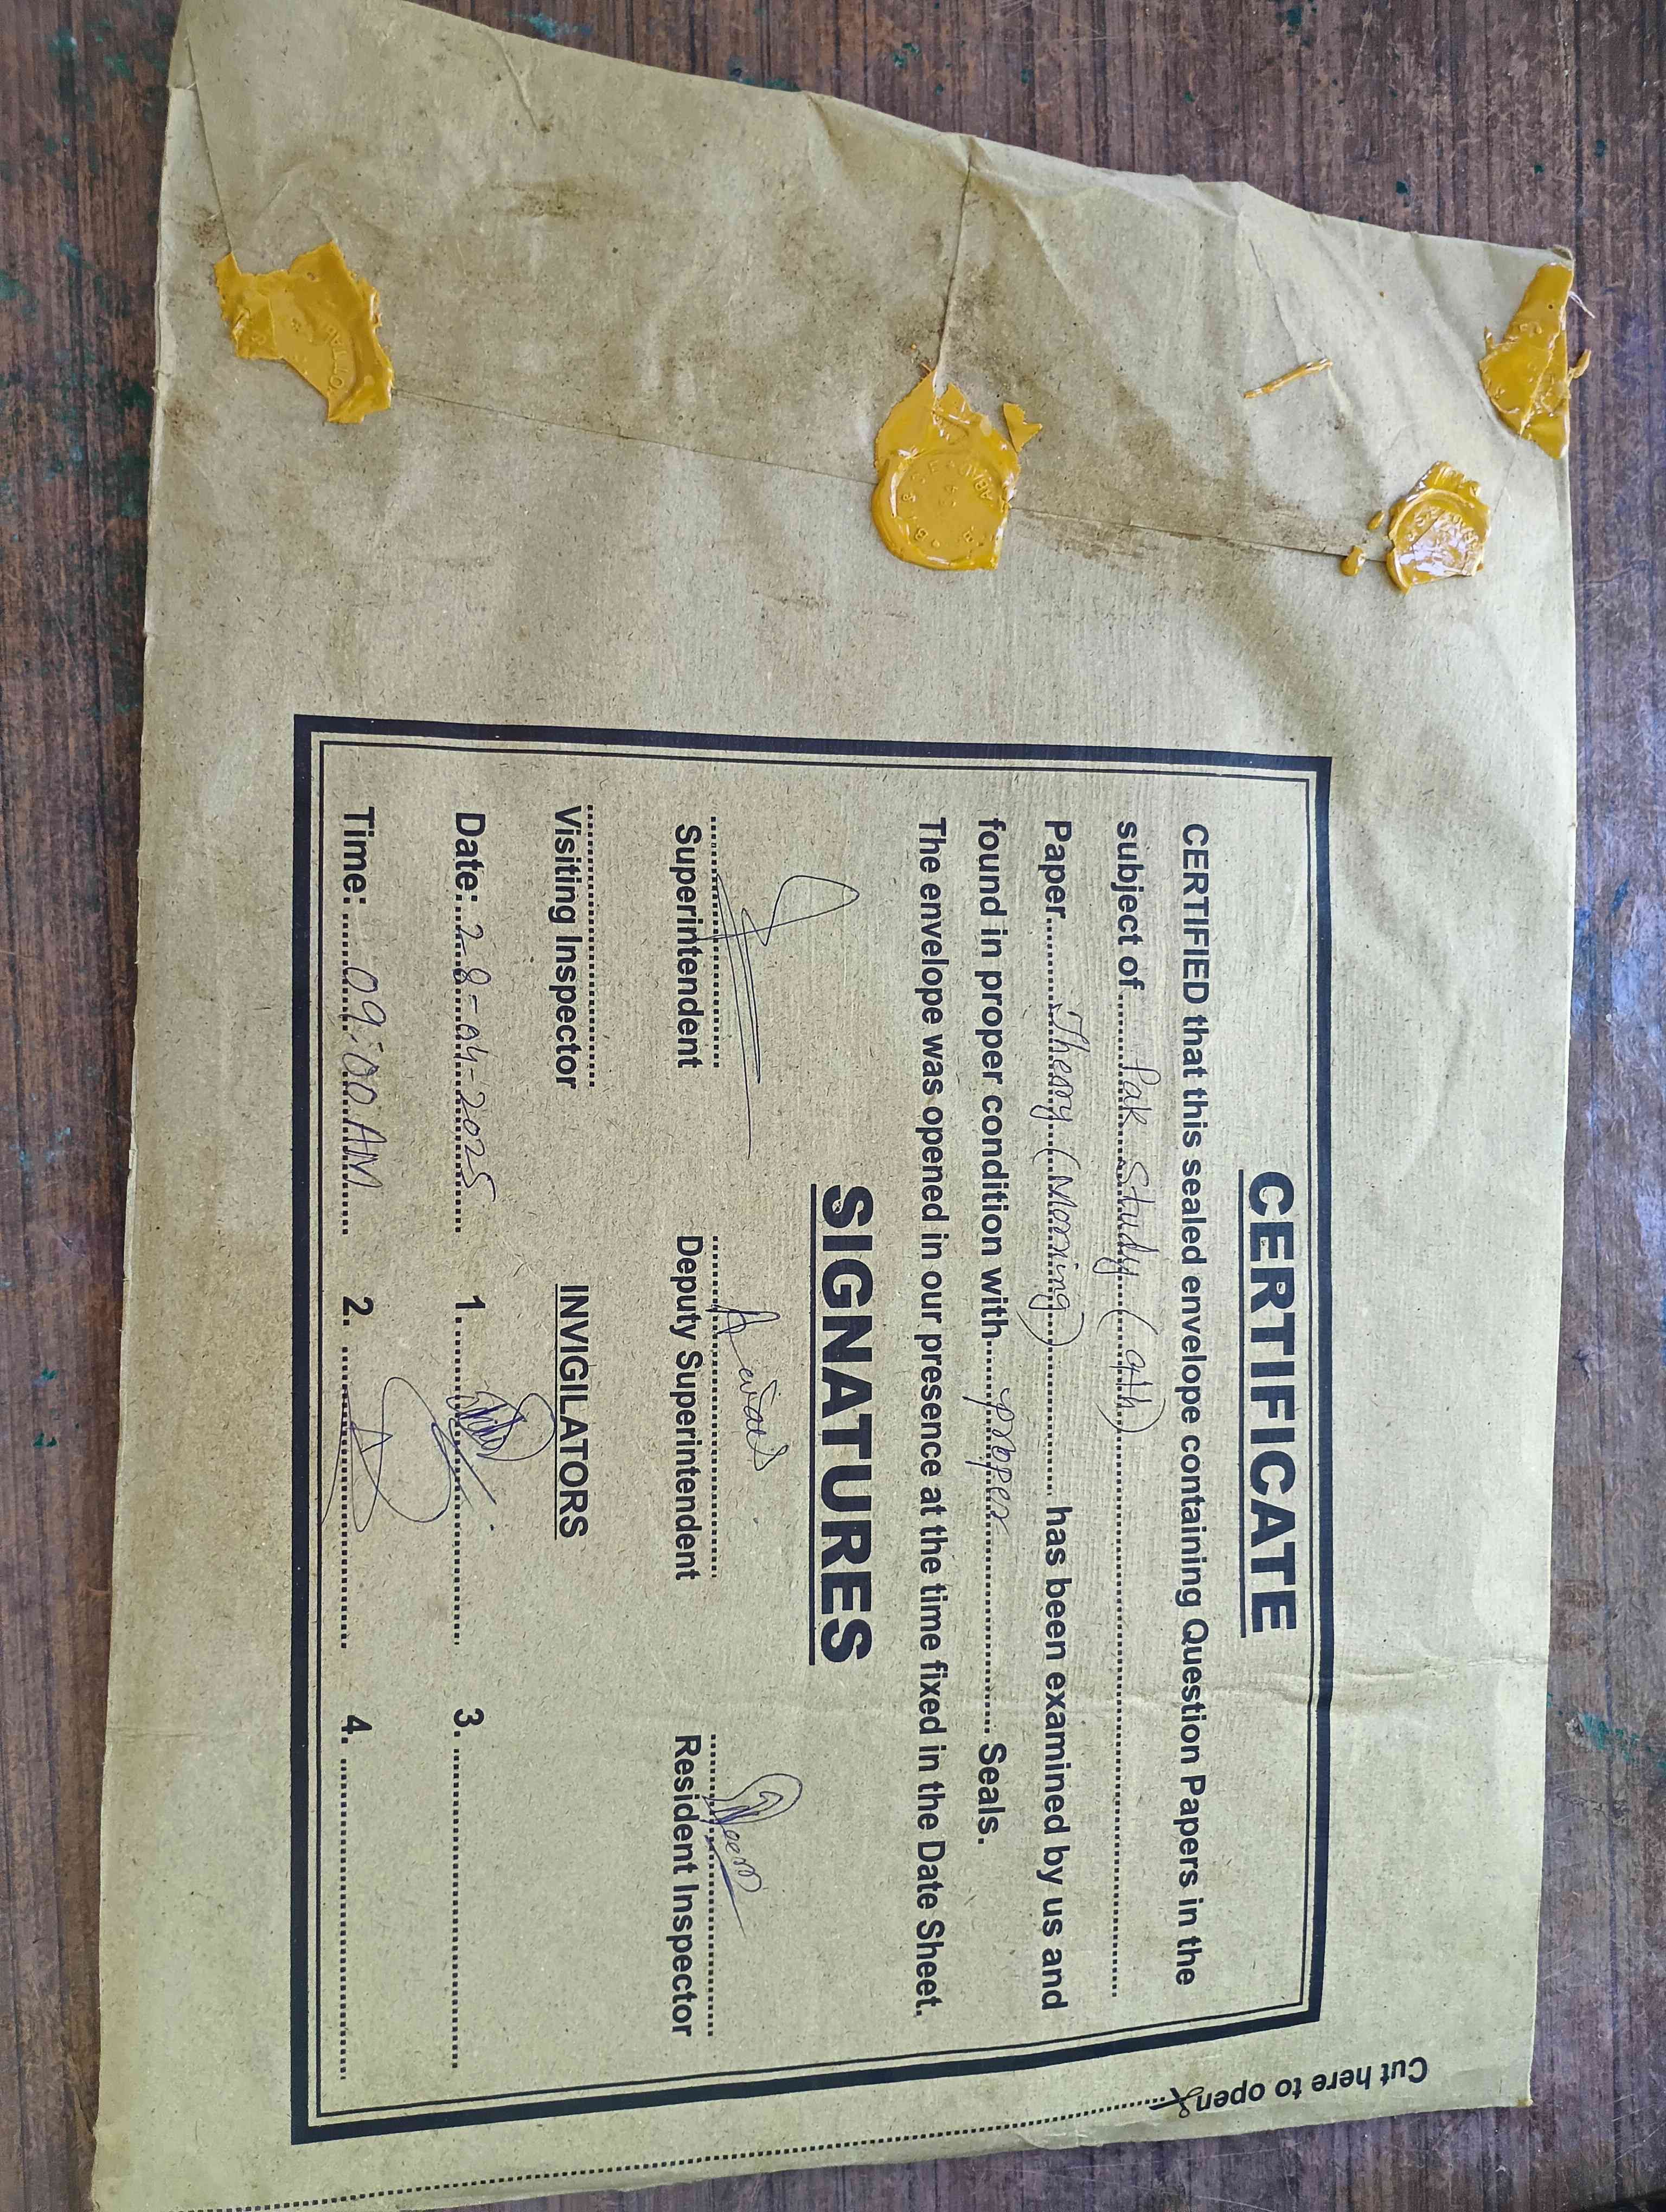 CERTIFICATE
CERTIFIED that this sealed envelope containing Question Papers in the
subject of........Pak Study (9th)........
Paper........Theory (Morning)........ has been examined by us and
found in proper condition with........proper........ Seals.
The envelope was opened in our presence at the time fixed in the Date Sheet.
SIGNATURES
Superintendent Deputy Superintendent Resident Inspector
Visiting Inspector INVIGILATORS
Date: 28-04-2025 1. 3.
Time: 09:00 AM 2. 4.
Cut here to open